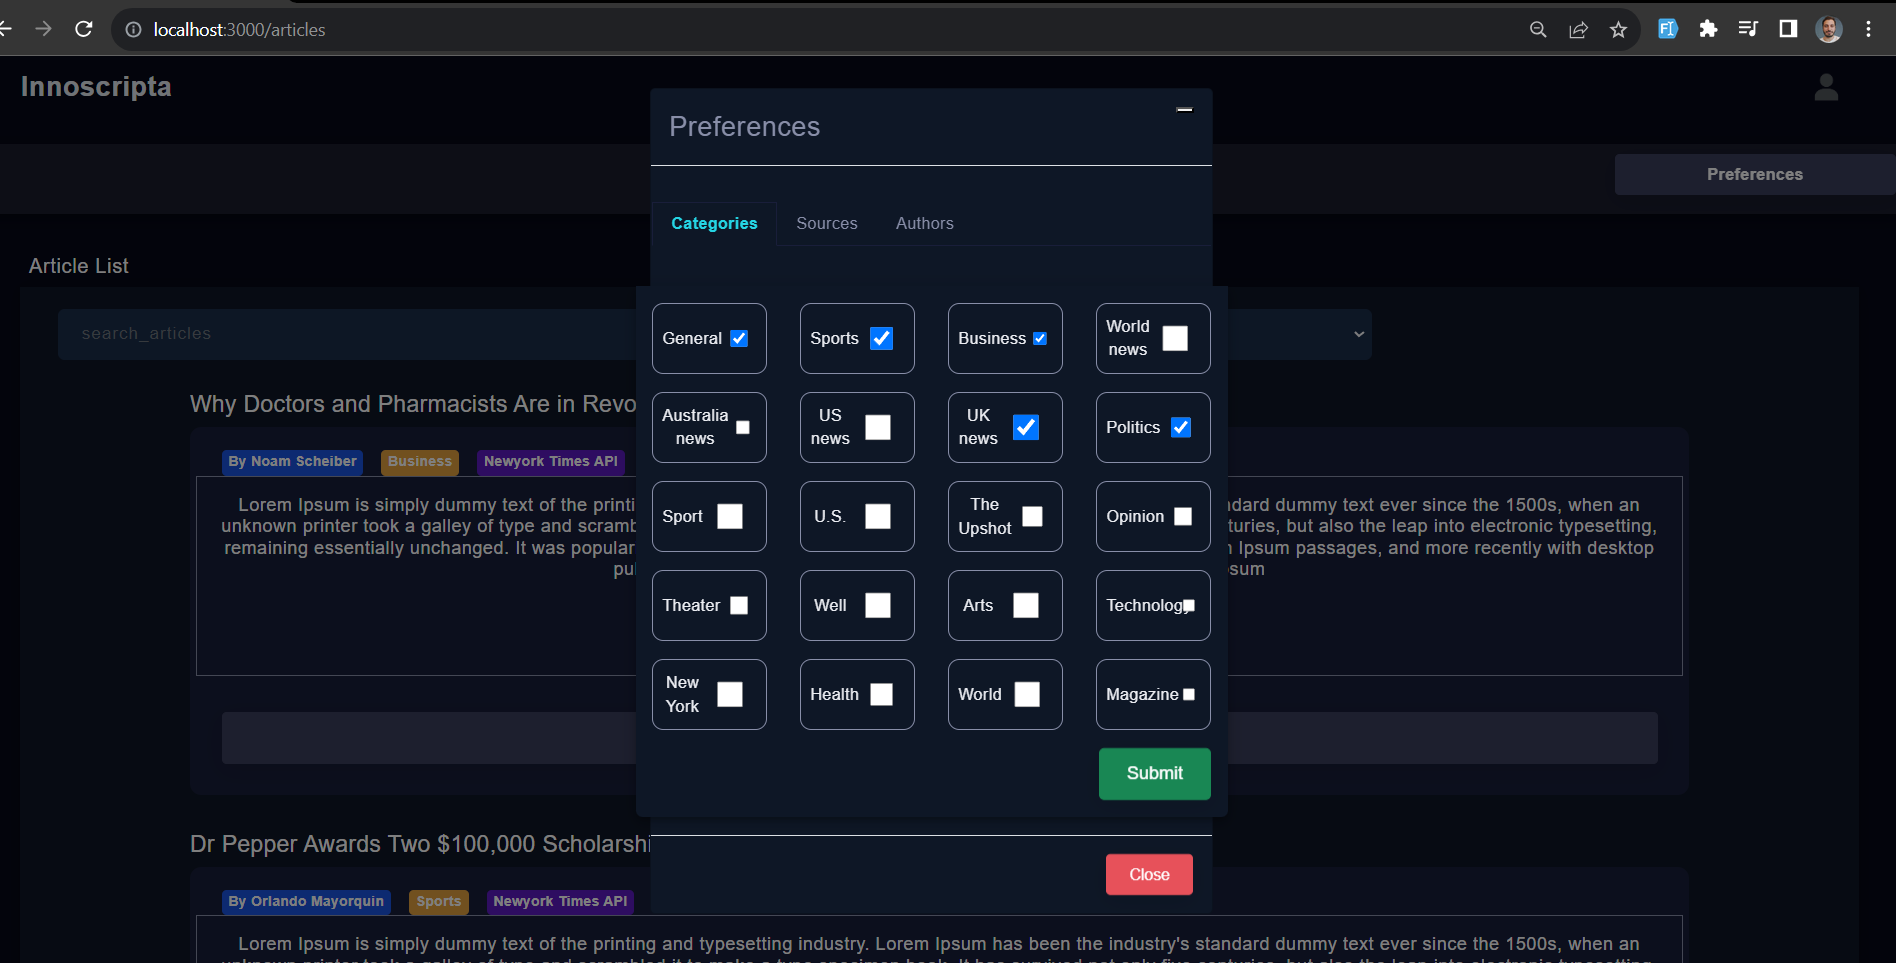 localhost:3000/articles
Innoscripta
Preferences
Preferences
Categories Sources Authors
Article List
search_articles
General
Sports
Business
World
news
Australia
news
US
news
UK
news
Politics
Sport
U.S.
The
Upshot
Opinion
Theater
Well
Arts
Technology
New
York
Health
World
Magazine
Submit
Close
Why Doctors and Pharmacists Are in Revo
By Noam Scheiber Business Newyork Times API
Lorem Ipsum is simply dummy text of the printi ndard dummy text ever since the 1500s, when an
unknown printer took a galley of type and scramb turies, but also the leap into electronic typesetting,
remaining essentially unchanged. It was popular Ipsum passages, and more recently with desktop
pu sum
Dr Pepper Awards Two $100,000 Scholarshi
By Orlando Mayorquin Sports Newyork Times API
Lorem Ipsum is simply dummy text of the printing and typesetting industry. Lorem Ipsum has been the industry's standard dummy text ever since the 1500s, when an